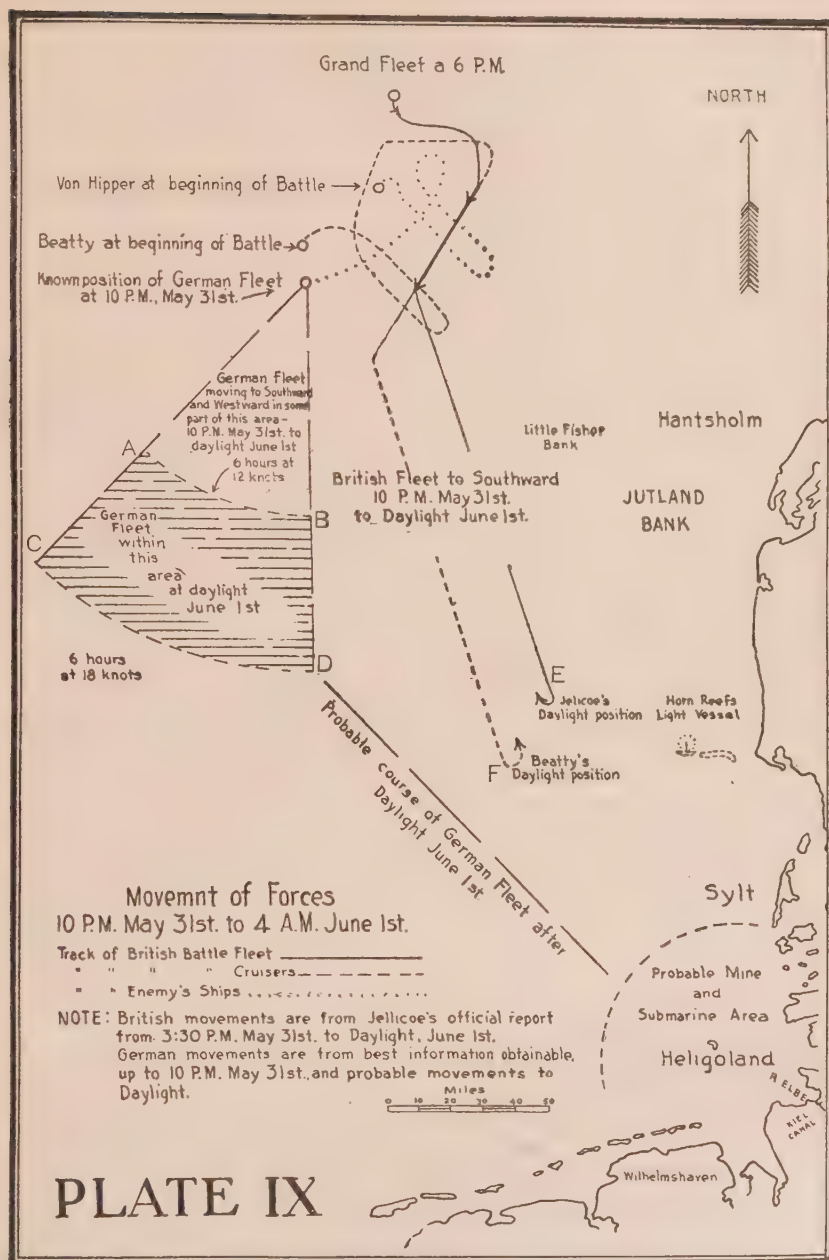 Grand Fleet a 6 P.M.
NORTH
Von Hipper at beginning of Battle
Beatty at beginning of Battle
Known position of German Fleet
at 10 P.M., May 31st.
German Fleet
moving to Southward
and Westward in some
part of this area-
10 P.M. May 31st. to
daylight June 1st
6 hours at
12 knots
A
B
C
D
German
Fleet
within
this
area
at daylight
June 1st
6 hours
at 18 knots
Little Fisher
Bank
Hantsholm
JUTLAND
BANK
British Fleet to Southward
10 P.M. May 31st.
to Daylight June 1st.
E
Jelicoe's
Daylight position
Horn Reefs
Light Vessel
F
Beatty's
Daylight position
Probable course of German Fleet after
Daylight June 1st
Sylt
Probable Mine
and
Submarine Area
Heligoland
R. ELBE
KIEL
CANAL
Wilhelmshaven
Movemnt of Forces
10 P.M. May 31st. to 4 A.M. June 1st.
Track of British Battle Fleet
" " " " Cruisers
" " Enemy's Ships
NOTE: British movements are from Jellicoe's official report
from 3:30 P.M. May 31st. to Daylight, June 1st.
German movements are from best information obtainable,
up to 10 P.M. May 31st., and probable movements to
Daylight.
Miles
0 10 20 30 40 50
PLATE IX